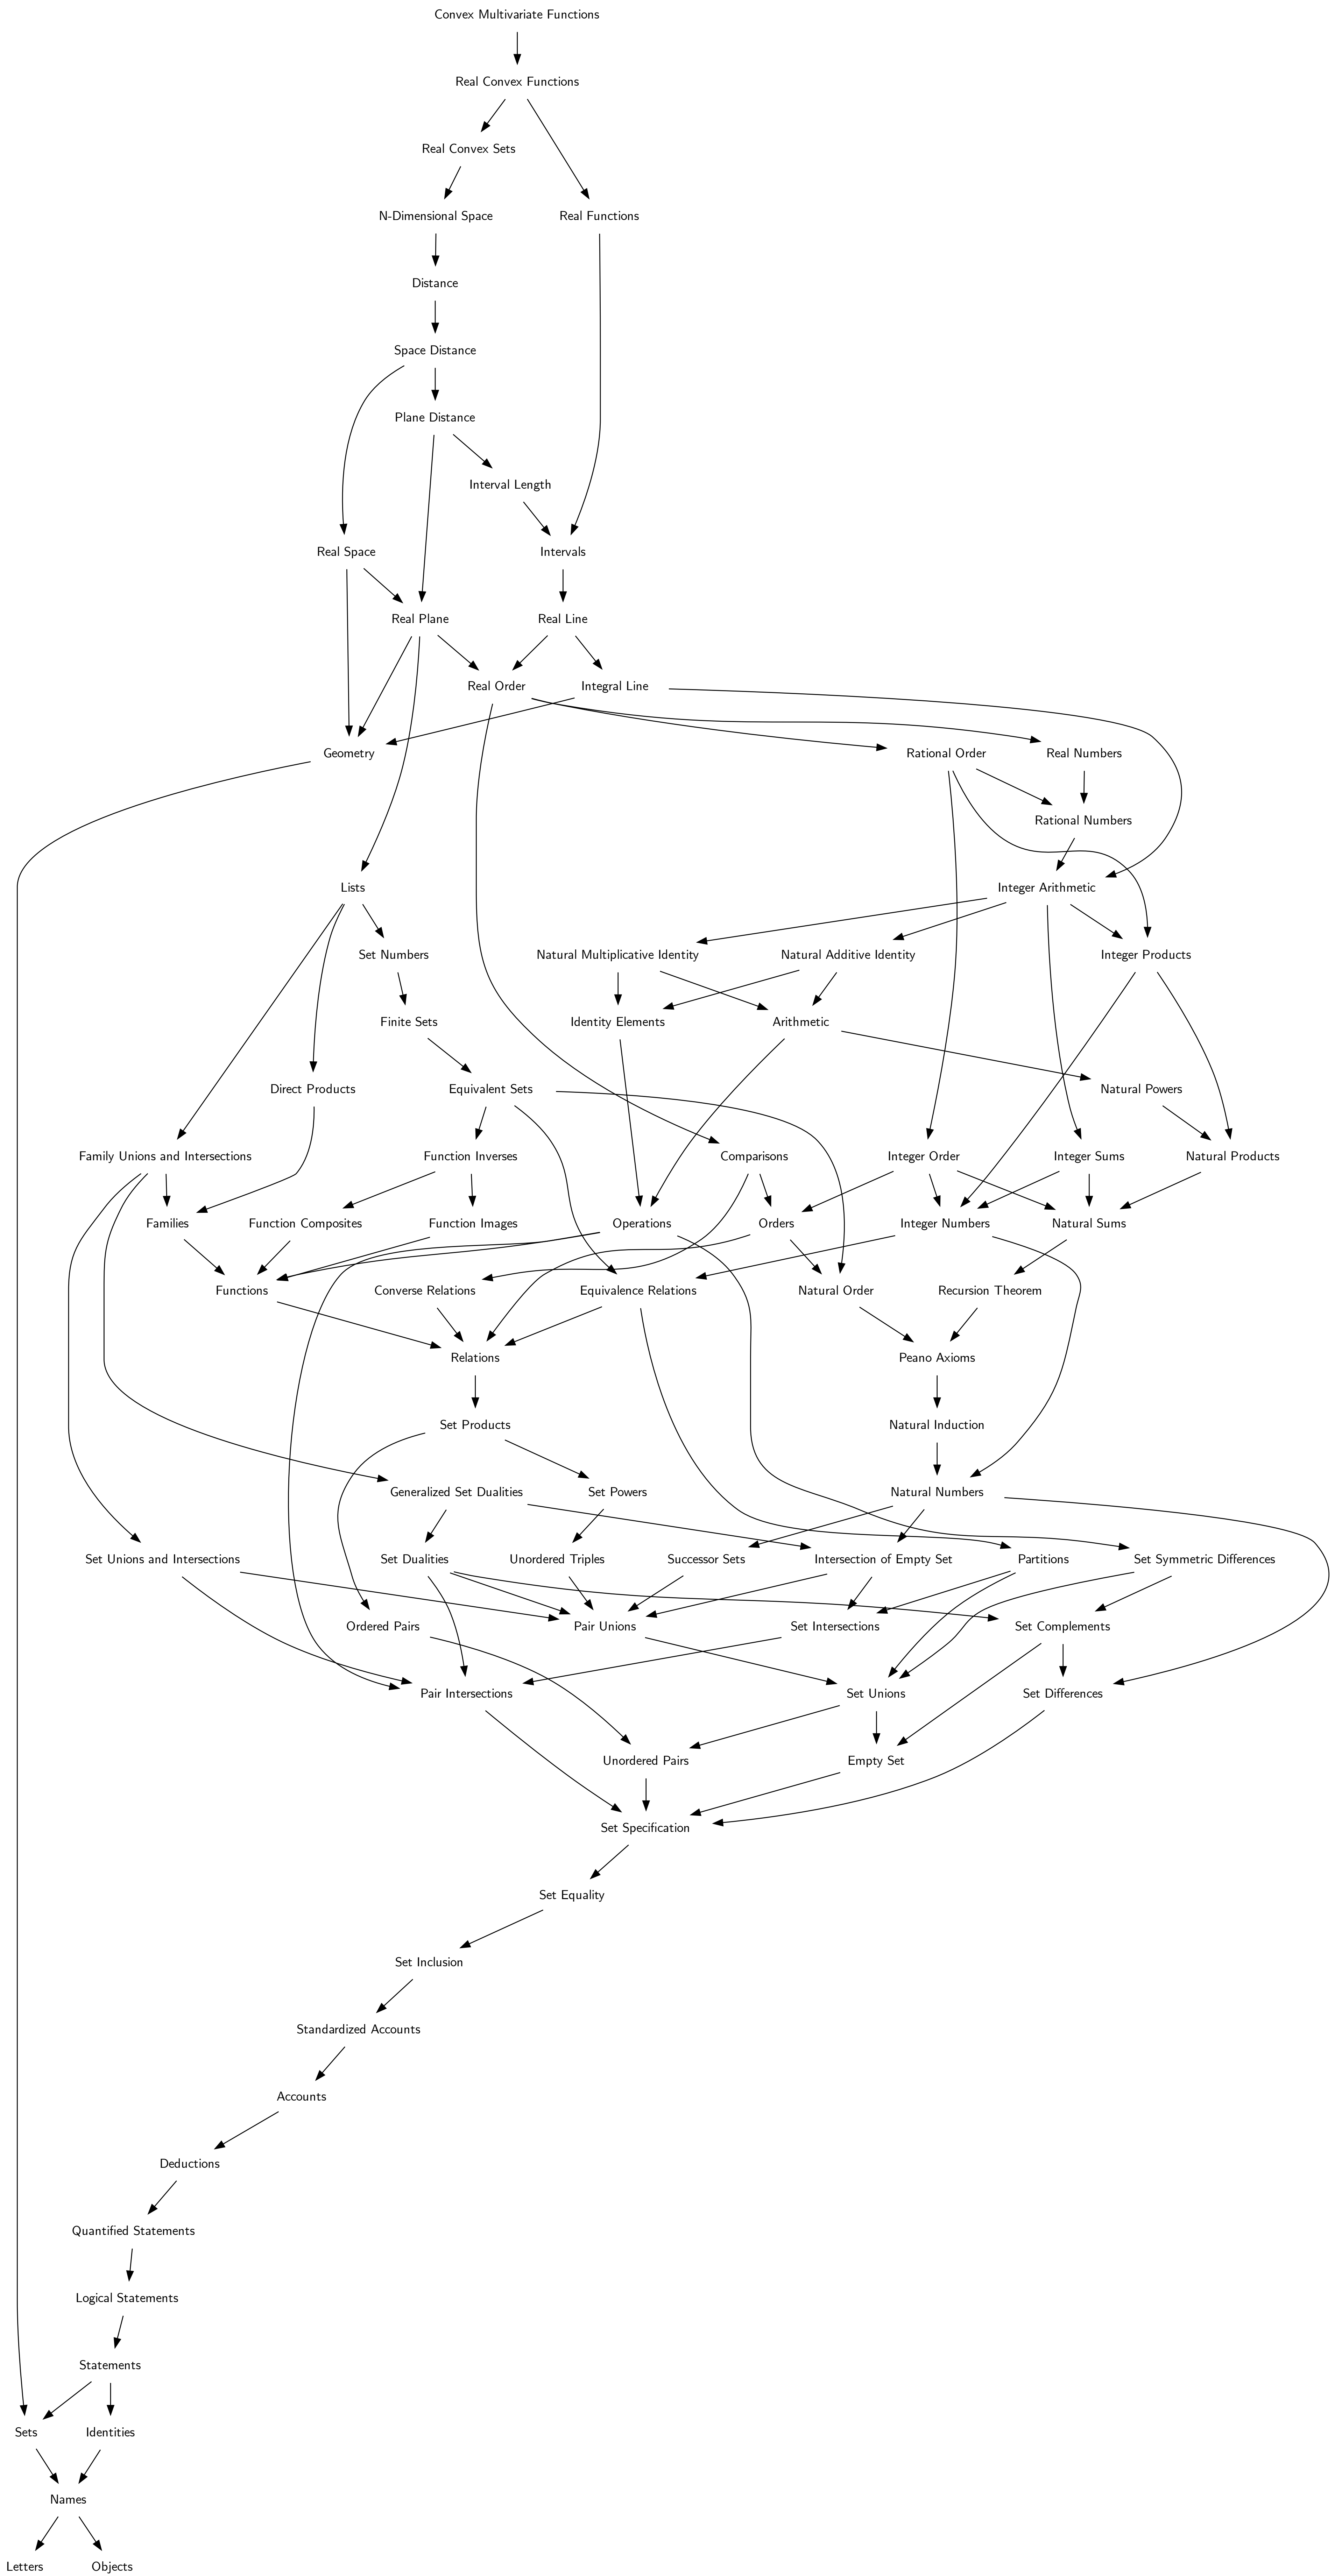 Convex Multivariate Functions
Real Convex Functions
Real Convex Sets
N-Dimensional Space
Real Functions
Distance
Space Distance
Plane Distance
Interval Length
Real Space
Intervals
Real Plane
Real Line
Real Order
Integral Line
Geometry
Rational Order
Real Numbers
Rational Numbers
Lists
Integer Arithmetic
Set Numbers
Natural Multiplicative Identity
Natural Additive Identity
Integer Products
Finite Sets
Identity Elements
Arithmetic
Direct Products
Equivalent Sets
Natural Powers
Family Unions and Intersections
Function Inverses
Comparisons
Integer Order
Integer Sums
Natural Products
Families
Function Composites
Function Images
Operations
Orders
Integer Numbers
Natural Sums
Functions
Converse Relations
Equivalence Relations
Natural Order
Recursion Theorem
Relations
Peano Axioms
Set Products
Natural Induction
Generalized Set Dualities
Set Powers
Natural Numbers
Set Unions and Intersections
Set Dualities
Unordered Triples
Successor Sets
Intersection of Empty Set
Partitions
Set Symmetric Differences
Ordered Pairs
Pair Unions
Set Intersections
Set Complements
Pair Intersections
Set Unions
Set Differences
Unordered Pairs
Empty Set
Set Specification
Set Equality
Set Inclusion
Standardized Accounts
Accounts
Deductions
Quantified Statements
Logical Statements
Statements
Sets
Identities
Names
Letters
Objects